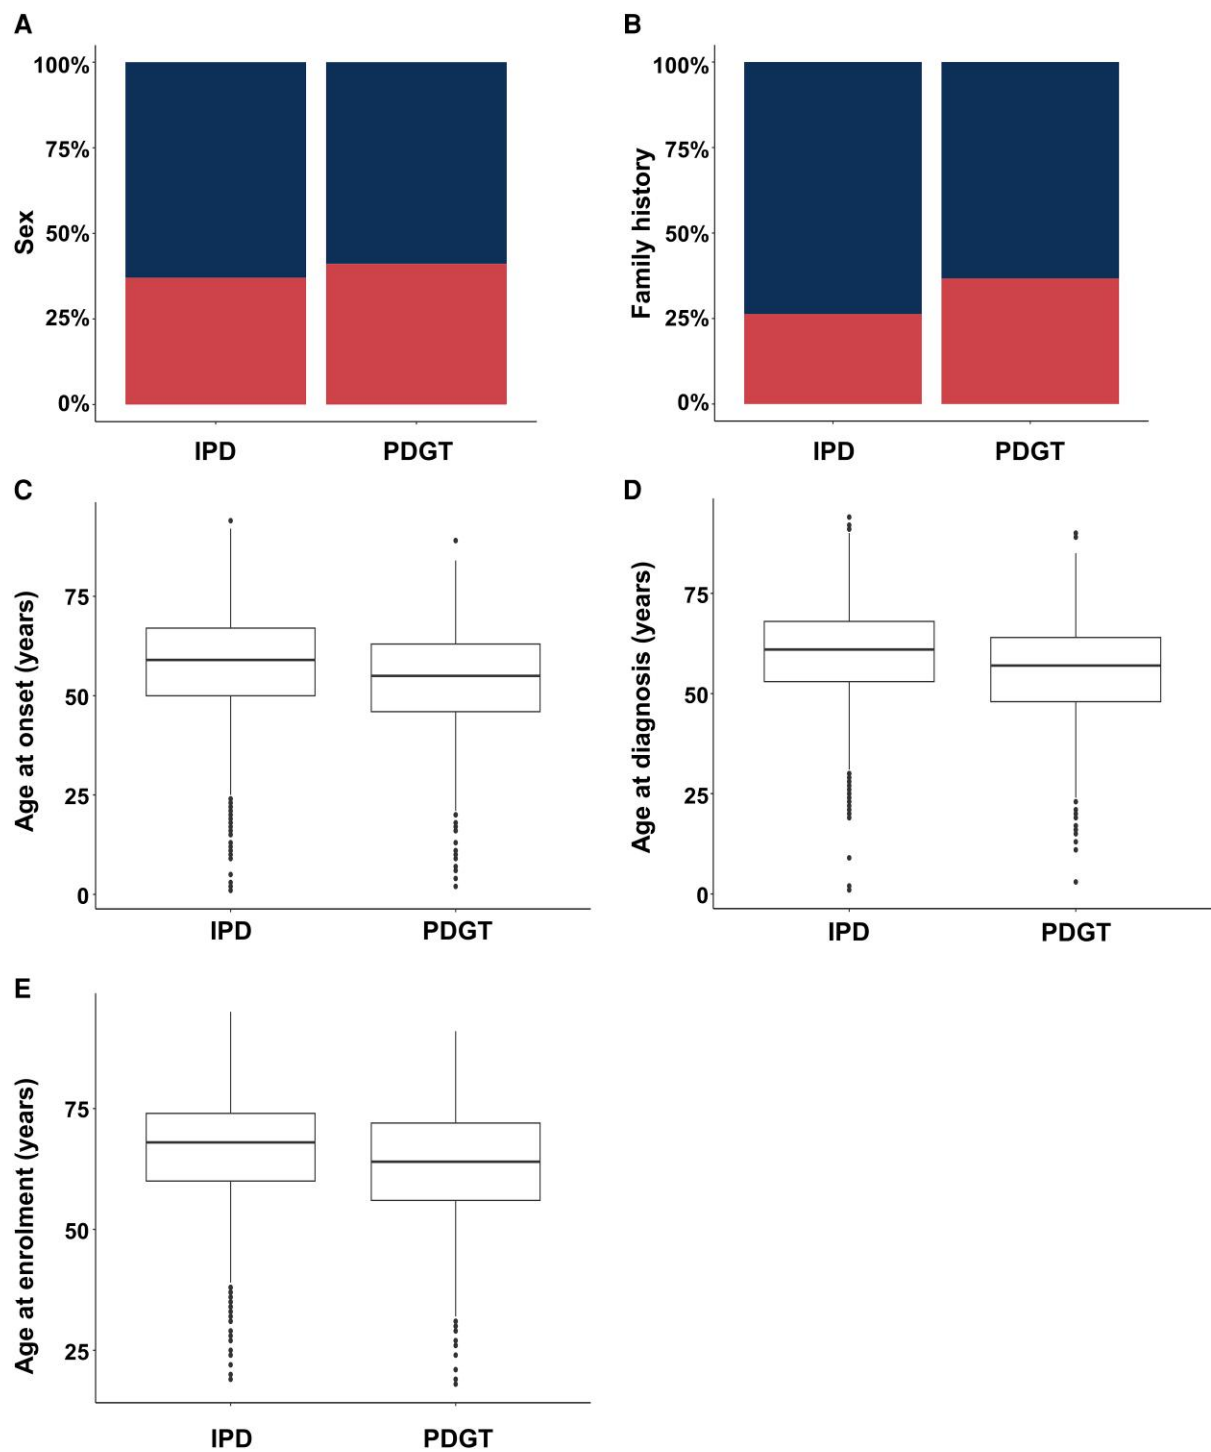 A
Sex
100%
75%
50%
25%
0%
IPD PDGT
B
Family history
100%
75%
50%
25%
0%
IPD PDGT
C
Age at onset (years)
75
50
25
0
IPD PDGT
D
Age at diagnosis (years)
75
50
25
0
IPD PDGT
E
Age at enrolment (years)
75
50
25
IPD PDGT